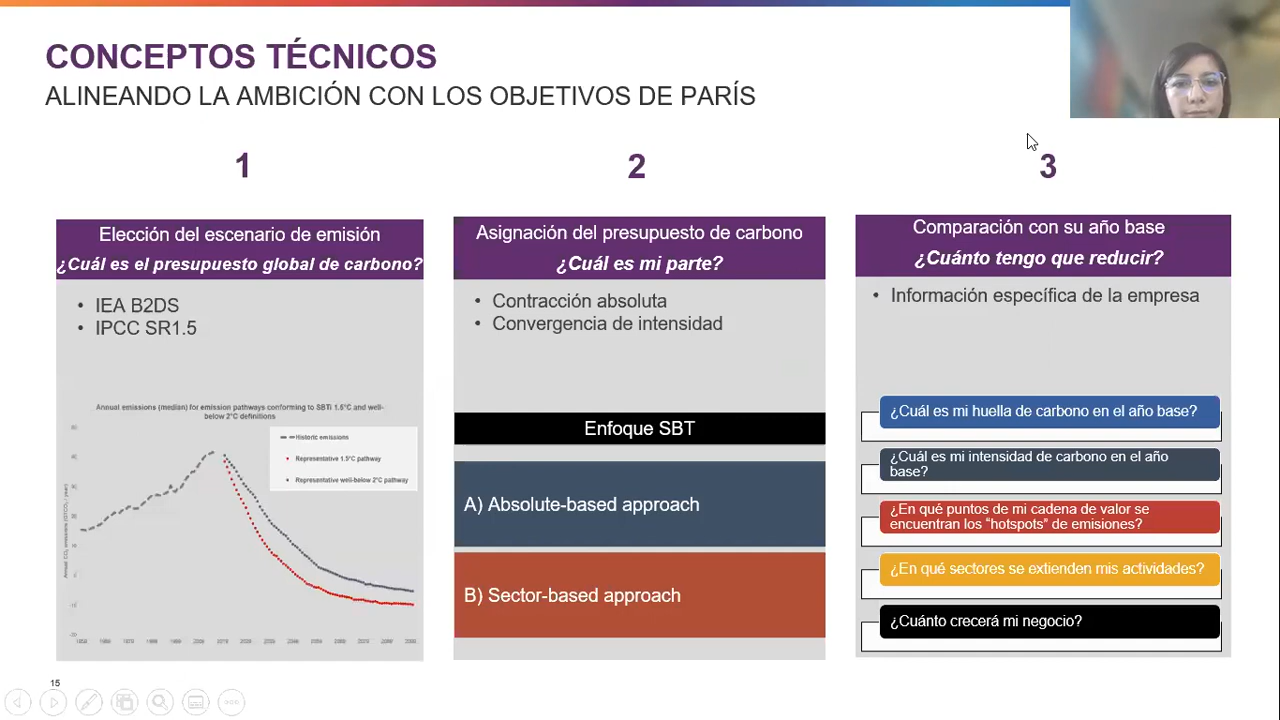 CONCEPTOS TÉCNICOS
ALINEANDO LA AMBICIÓN CON LOS OBJETIVOS DE PARÍS
1
Elección del escenario de emisión
¿Cuál es el presupuesto global de carbono?
• IEA B2DS
• IPCC SR1.5
Annual emissions (median) for emission pathways conforming to SBTi 1.5°C and well-
below 2°C definitions
Historic emissions
Representative 1.5°C pathway
Representative well-below 2°C pathway
2
Asignación del presupuesto de carbono
¿Cuál es mi parte?
• Contracción absoluta
• Convergencia de intensidad
Enfoque SBT
A) Absolute-based approach
B) Sector-based approach
3
Comparación con su año base
¿Cuánto tengo que reducir?
• Información específica de la empresa
¿Cuál es mi huella de carbono en el año base?
¿Cuál es mi intensidad de carbono en el año
base?
¿En qué puntos de mi cadena de valor se
encuentran los “hotspots” de emisiones?
¿En qué sectores se extienden mis actividades?
¿Cuánto crecerá mi negocio?
15